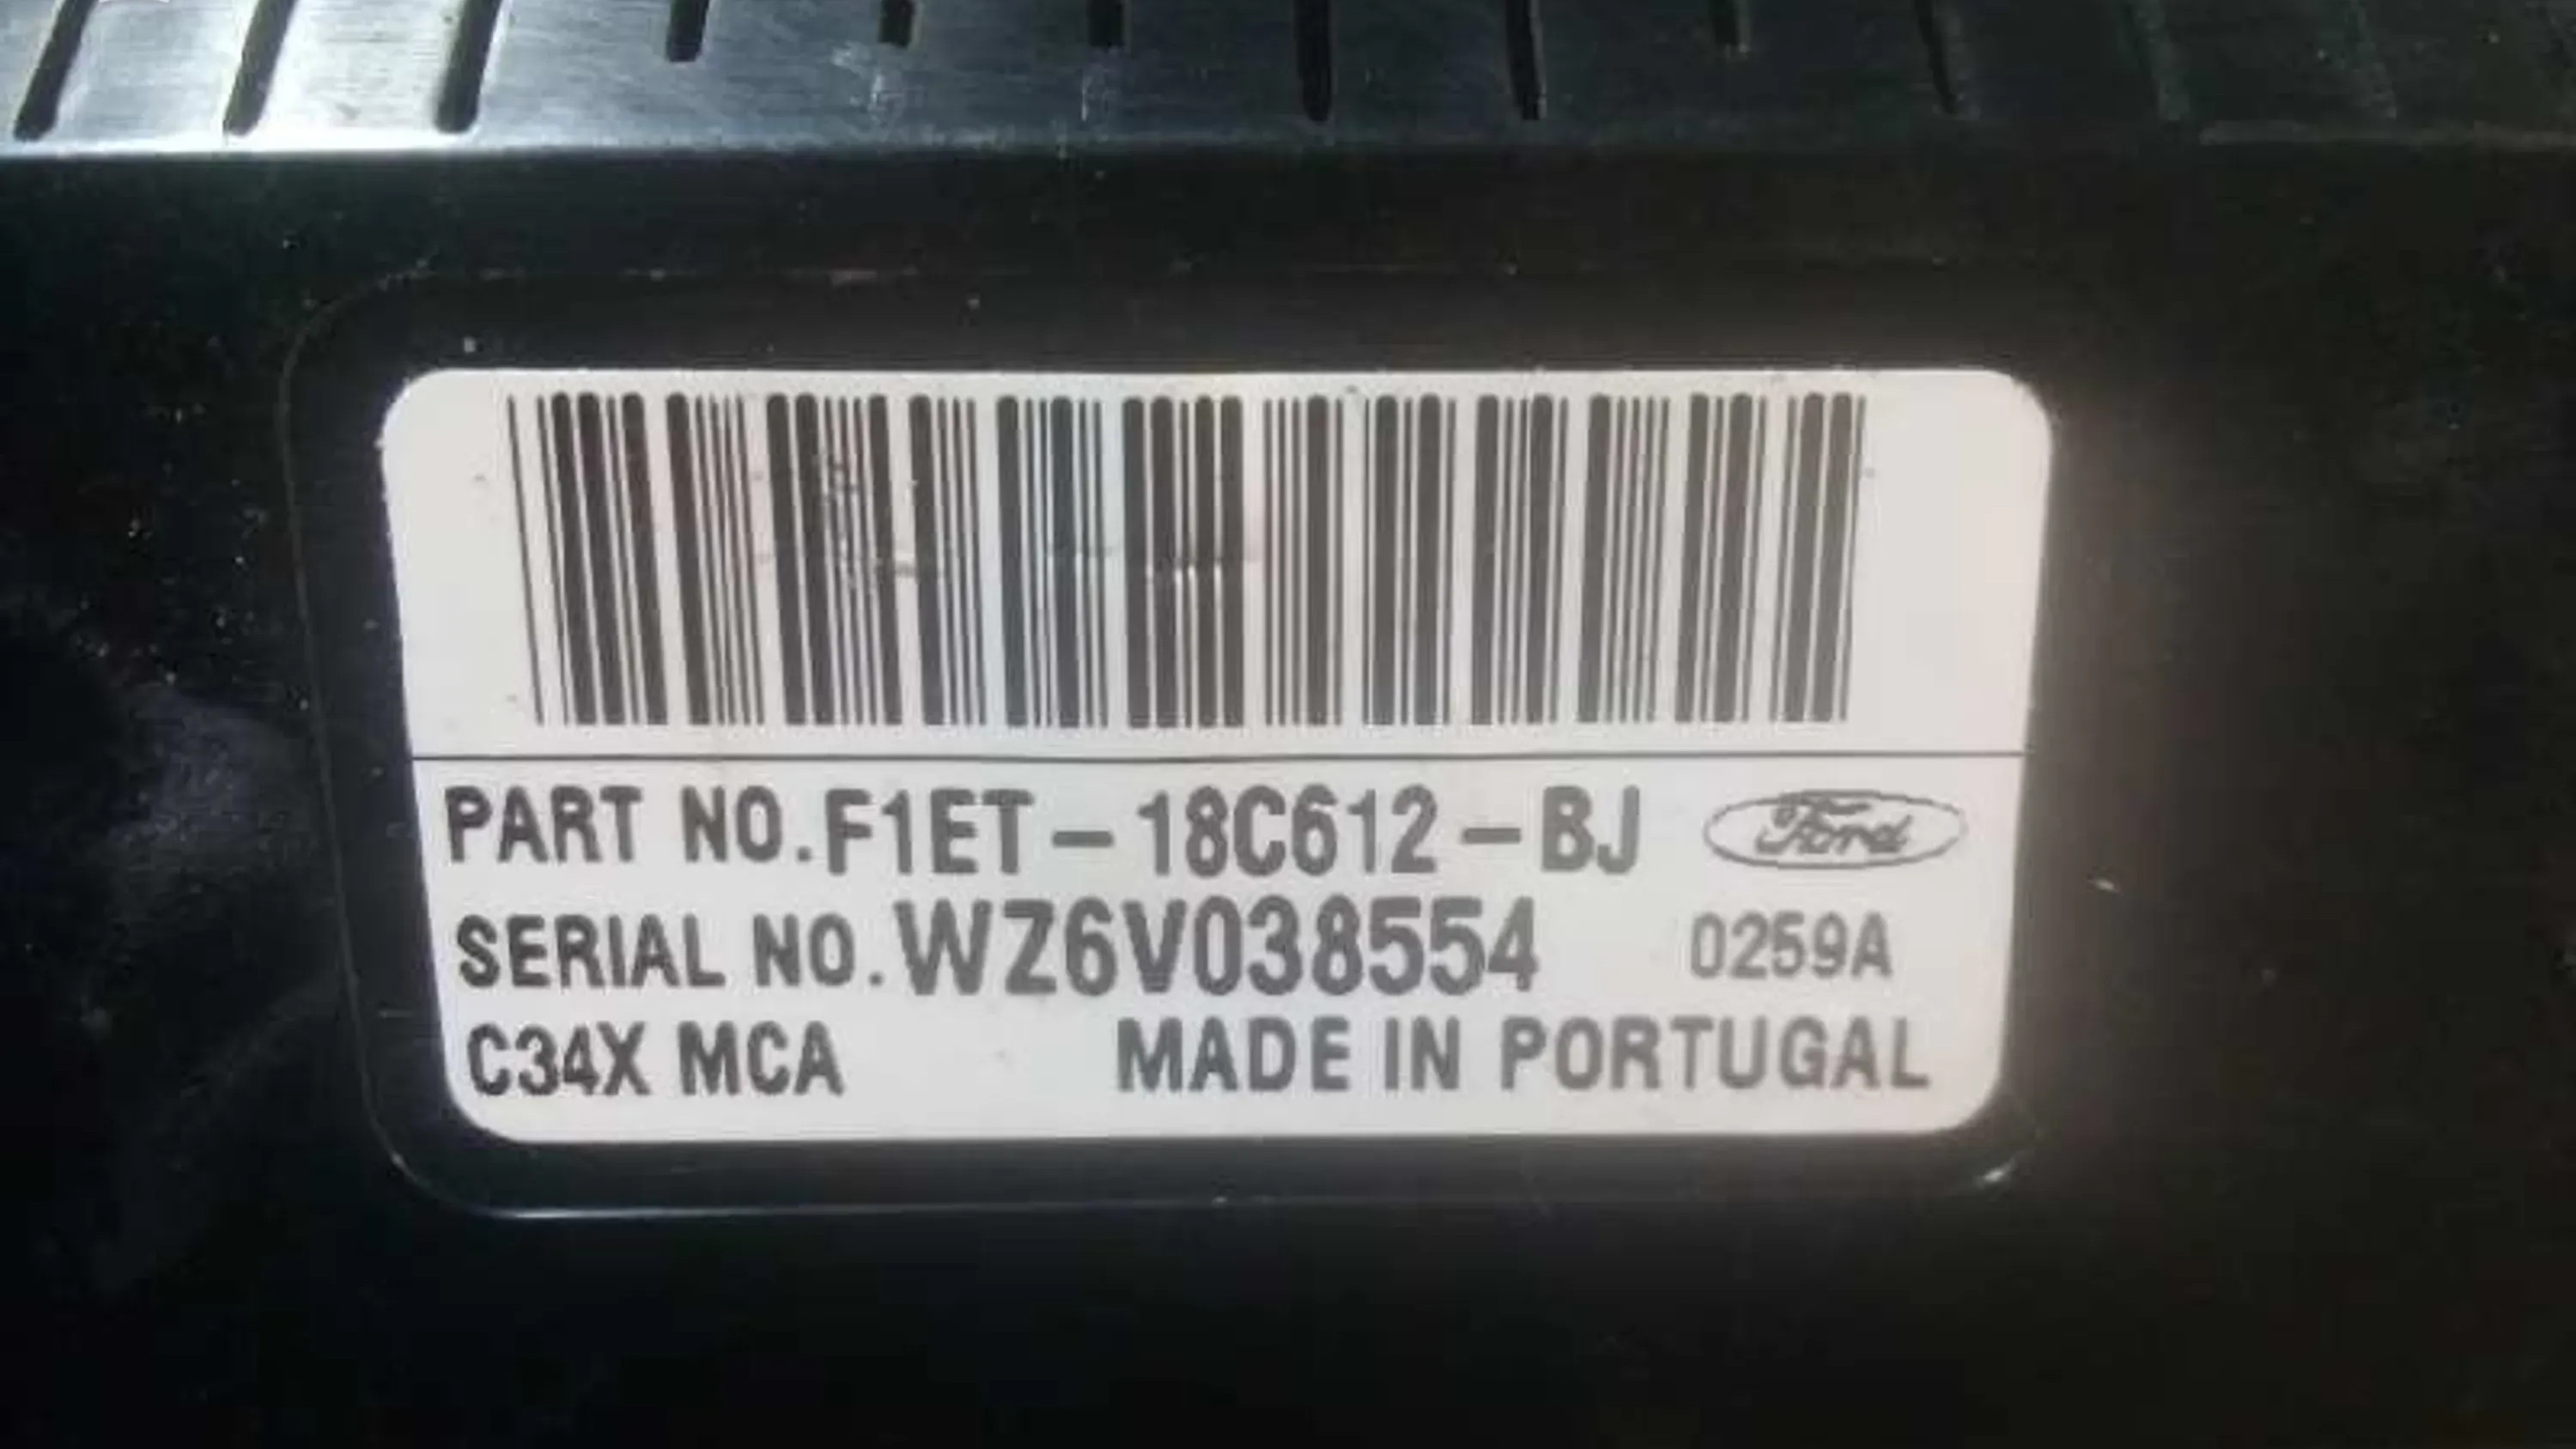 PART NO. F1ET-18C612-BJ Ford
SERIAL NO. WZ6V038554 0259A
C34X MCA MADE IN PORTUGAL